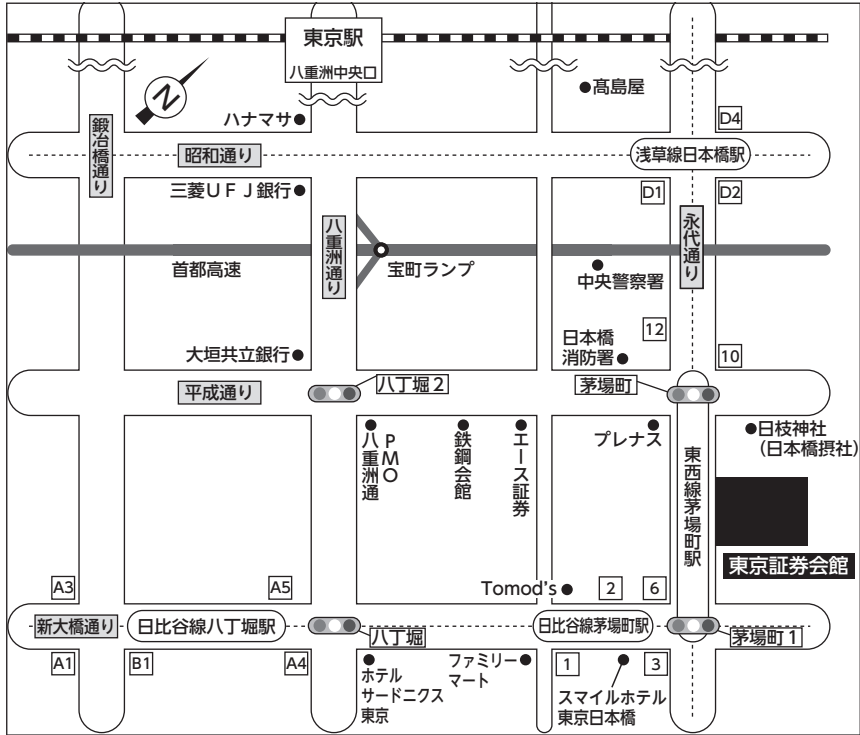 東京駅
八重洲中央口
N
髙島屋
ハナマサ
D4
鍛冶橋通り
昭和通り
浅草線日本橋駅
三菱UFJ銀行
D1
D2
八重洲通り
永代通り
首都高速
宝町ランプ
中央警察署
12
日本橋
消防署
10
大垣共立銀行
平成通り
八丁堀2
茅場町
PMO
八重洲通
鉄鋼会館
エース証券
プレナス
日枝神社
(日本橋摂社)
東西線茅場町駅
東京証券会館
A3
A5
Tomod's
2
6
新大橋通り
日比谷線八丁堀駅
八丁堀
日比谷線茅場町駅
茅場町1
A1
B1
A4
ホテル
サードニクス
東京
ファミリー
マート
1
3
スマイルホテル
東京日本橋